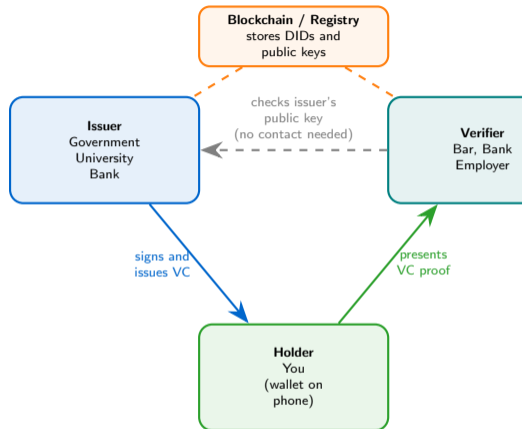 Blockchain / Registry
stores DIDs and
public keys
checks issuer's
public key
(no contact needed)
Issuer
Government
University
Bank
Verifier
Bar, Bank
Employer
signs and
issues VC
presents
VC proof
Holder
You
(wallet on
phone)